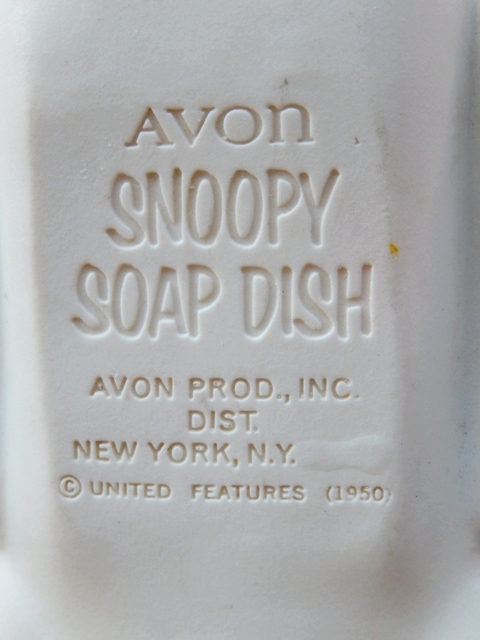 AVON
SNOOPY
SOAP DISH
AVON PROD., INC.
DIST.
NEW YORK, N.Y.
© UNITED FEATURES (1950)